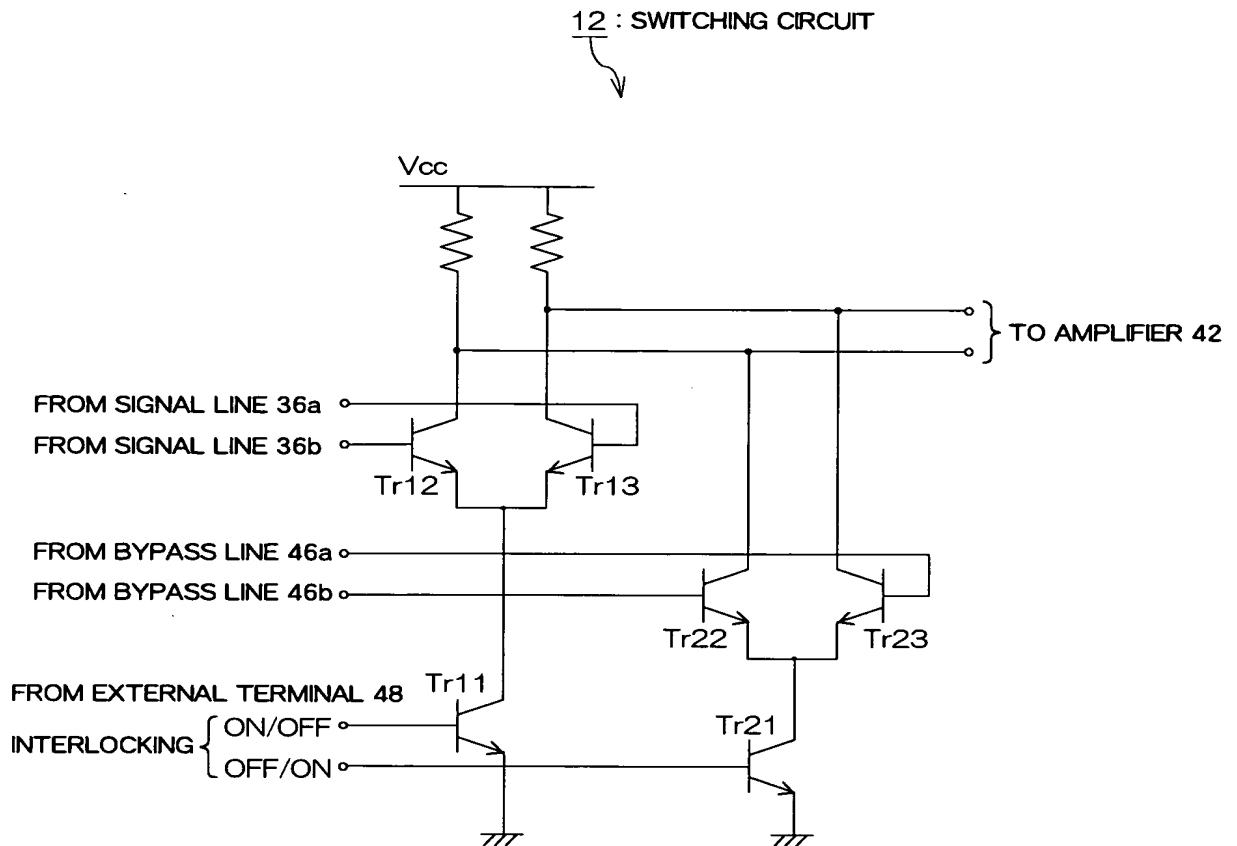 12 : SWITCHING CIRCUIT
Vcc
TO AMPLIFIER 42
FROM SIGNAL LINE 36a
FROM SIGNAL LINE 36b
Tr12
Tr13
FROM BYPASS LINE 46a
FROM BYPASS LINE 46b
Tr22
Tr23
FROM EXTERNAL TERMINAL 48
Tr11
INTERLOCKING
ON/OFF
OFF/ON
Tr21